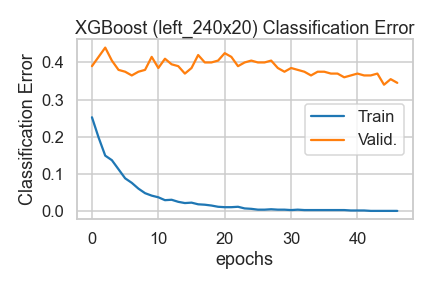 XGBoost (left_240x20) Classification Error
Classification Error
0.4
0.3
0.2
0.1
0.0
Train
Valid.
0 10 20 30 40
epochs